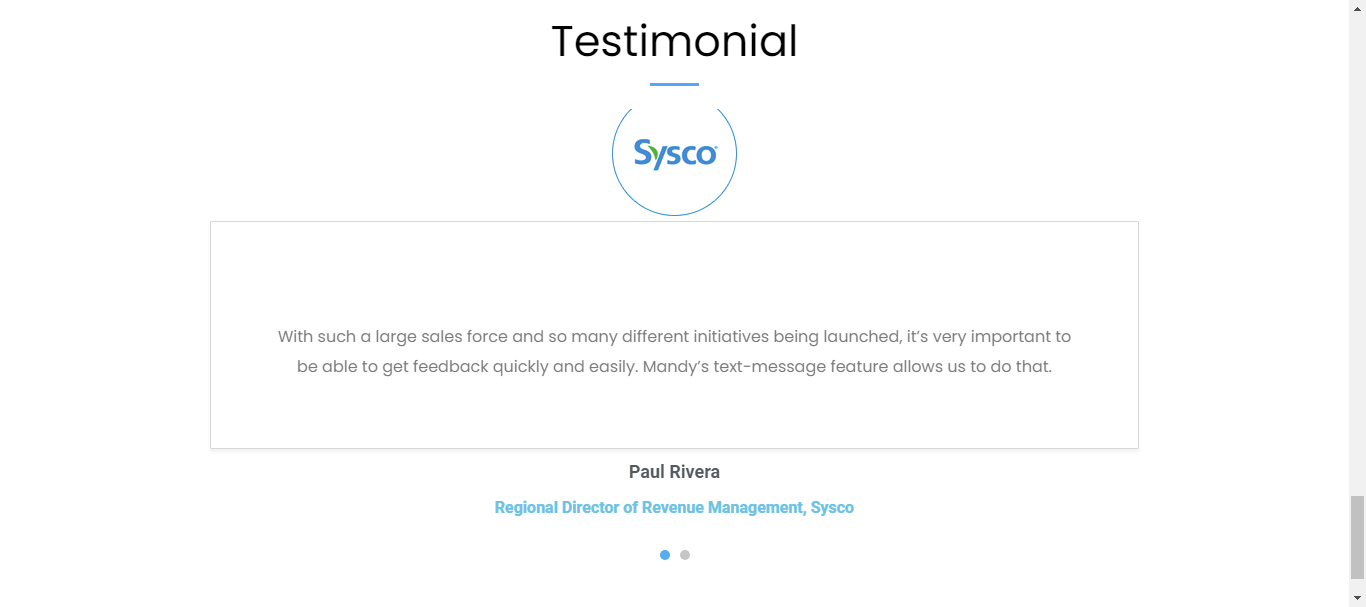 Testimonial
Sysco
With such a large sales force and so many different initiatives being launched, it’s very important to
be able to get feedback quickly and easily. Mandy’s text-message feature allows us to do that.
Paul Rivera
Regional Director of Revenue Management, Sysco